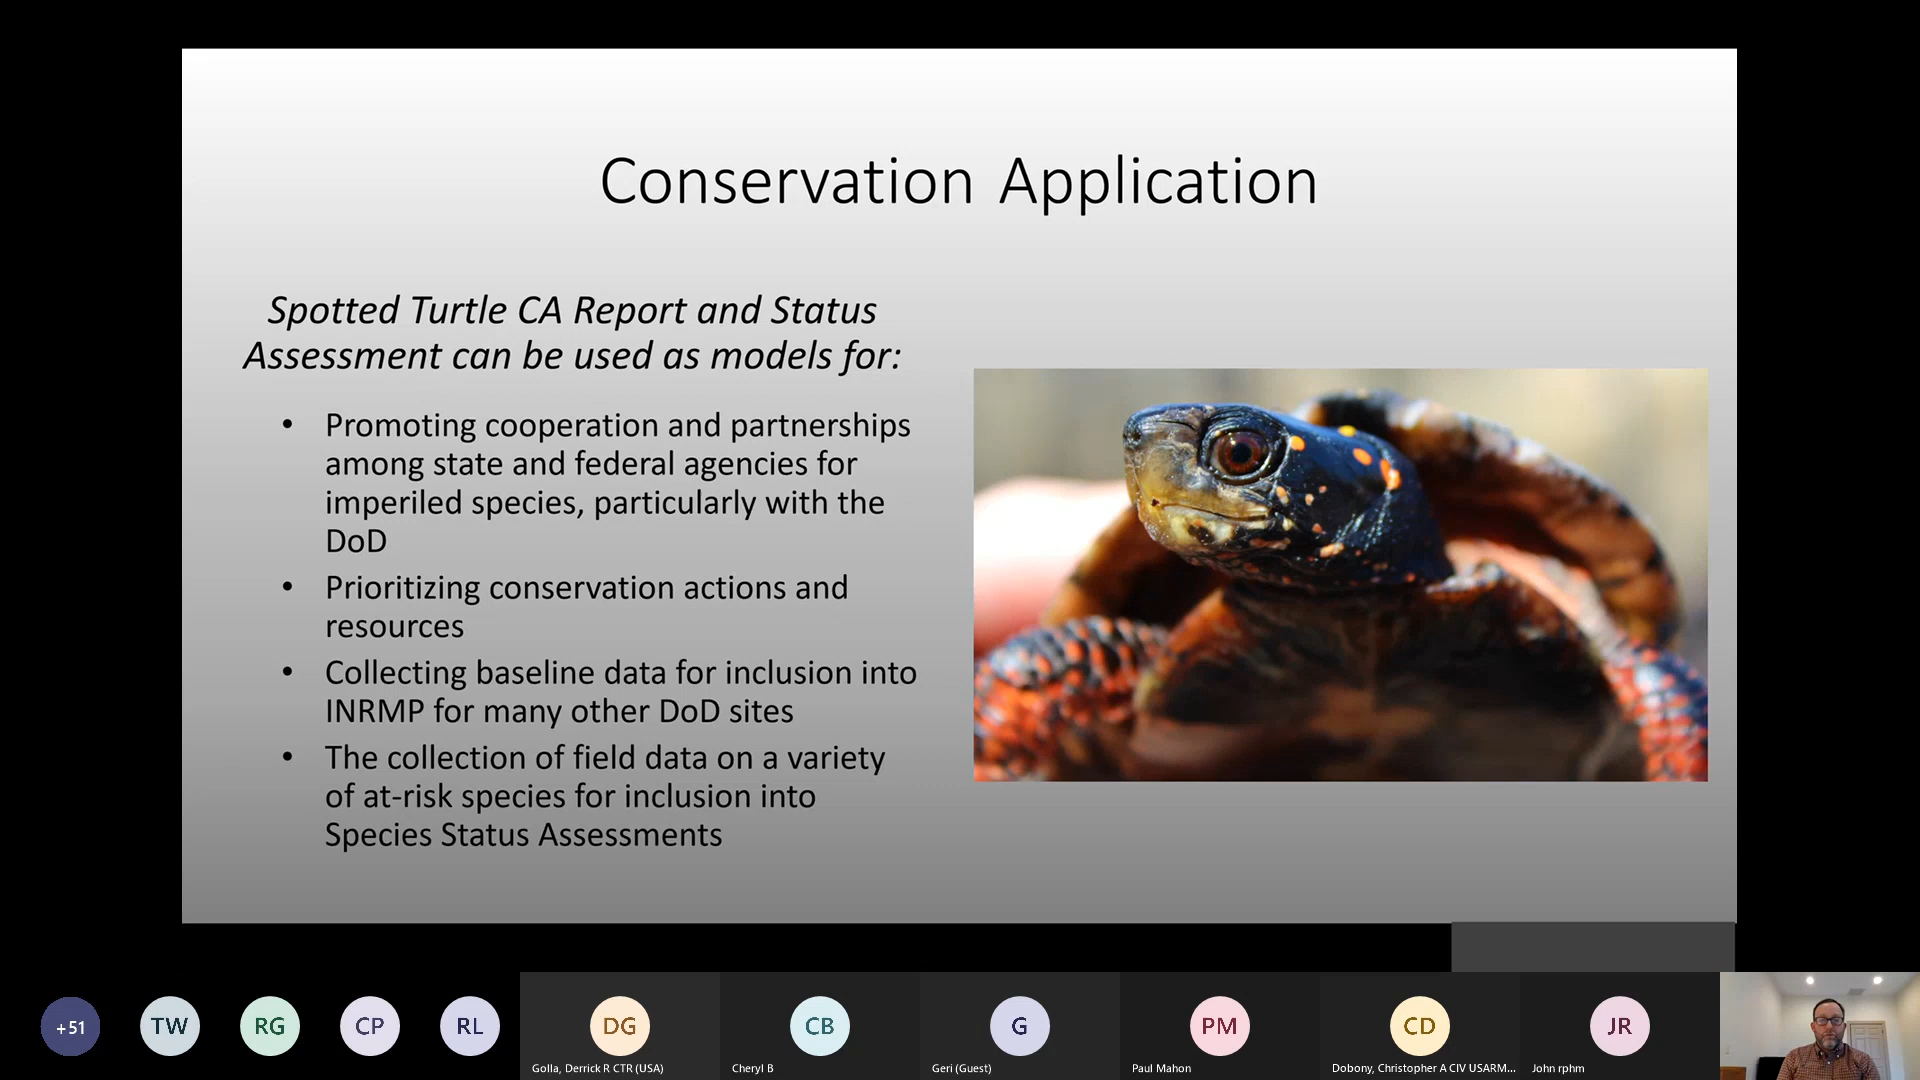 Conservation Application
Spotted Turtle CA Report and Status
Assessment can be used as models for:
• Promoting cooperation and partnerships
among state and federal agencies for
imperiled species, particularly with the
DoD
• Prioritizing conservation actions and
resources
• Collecting baseline data for inclusion into
INRMP for many other DoD sites
• The collection of field data on a variety
of at-risk species for inclusion into
Species Status Assessments
+51
TW
RG
CP
RL
DG
CB
G
PM
CD
JR
Golla, Derrick R CTR (USA)
Cheryl B
Geri (Guest)
Paul Mahon
Dobony, Christopher A CIV USARM...
John rphm